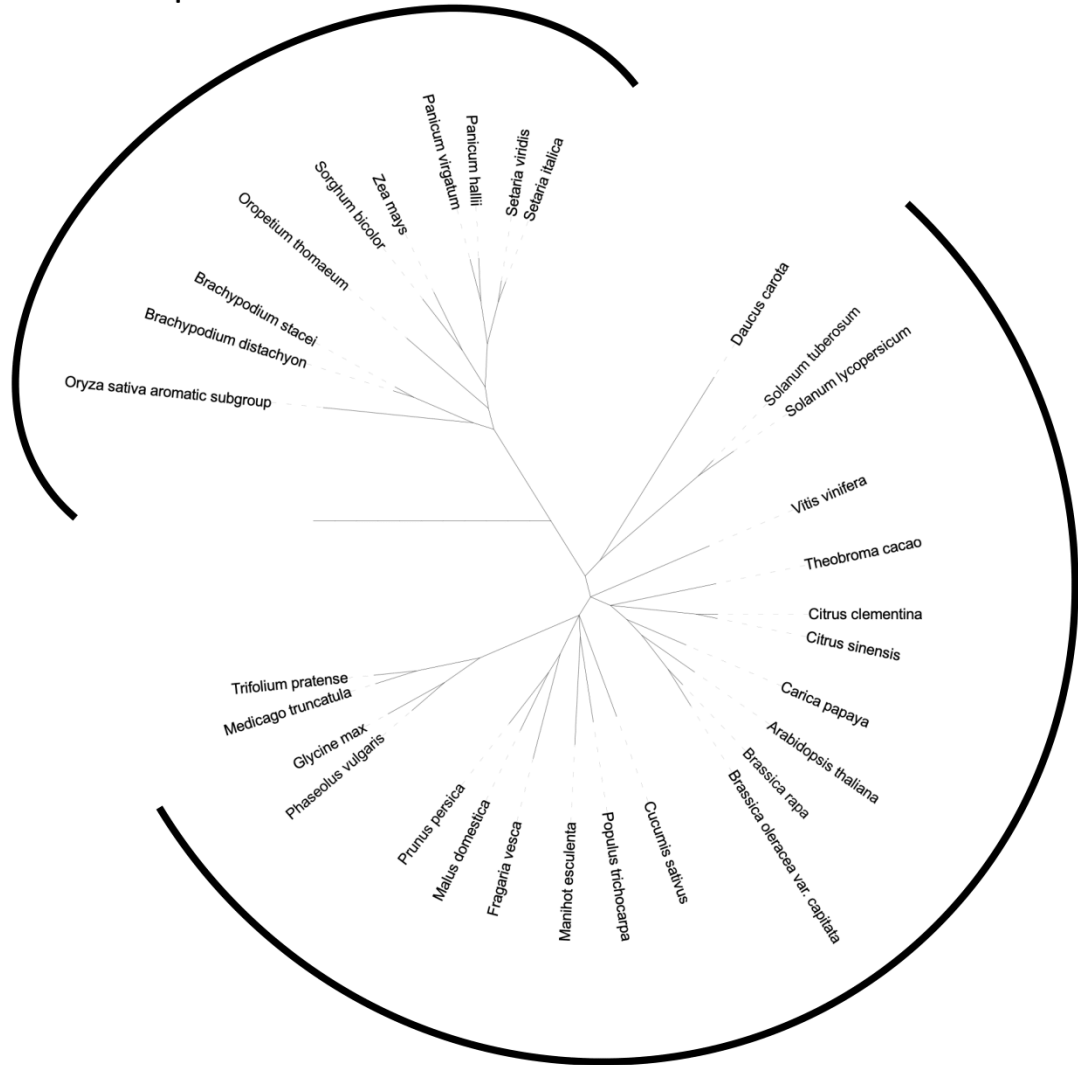 Panicum virgatum
Panicum hallii
Setaria viridis
Setaria italica
Zea mays
Sorghum bicolor
Oropetium thomaeum
Brachypodium stacei
Brachypodium distachyon
Oryza sativa aromatic subgroup
Daucus carota
Solanum tuberosum
Solanum lycopersicum
Vitis vinifera
Theobroma cacao
Citrus clementina
Citrus sinensis
Carica papaya
Arabidopsis thaliana
Brassica rapa
Brassica oleracea var. capitata
Cucumis sativus
Populus trichocarpa
Manihot esculenta
Fragaria vesca
Malus domestica
Prunus persica
Phaseolus vulgaris
Glycine max
Medicago truncatula
Trifolium pratense